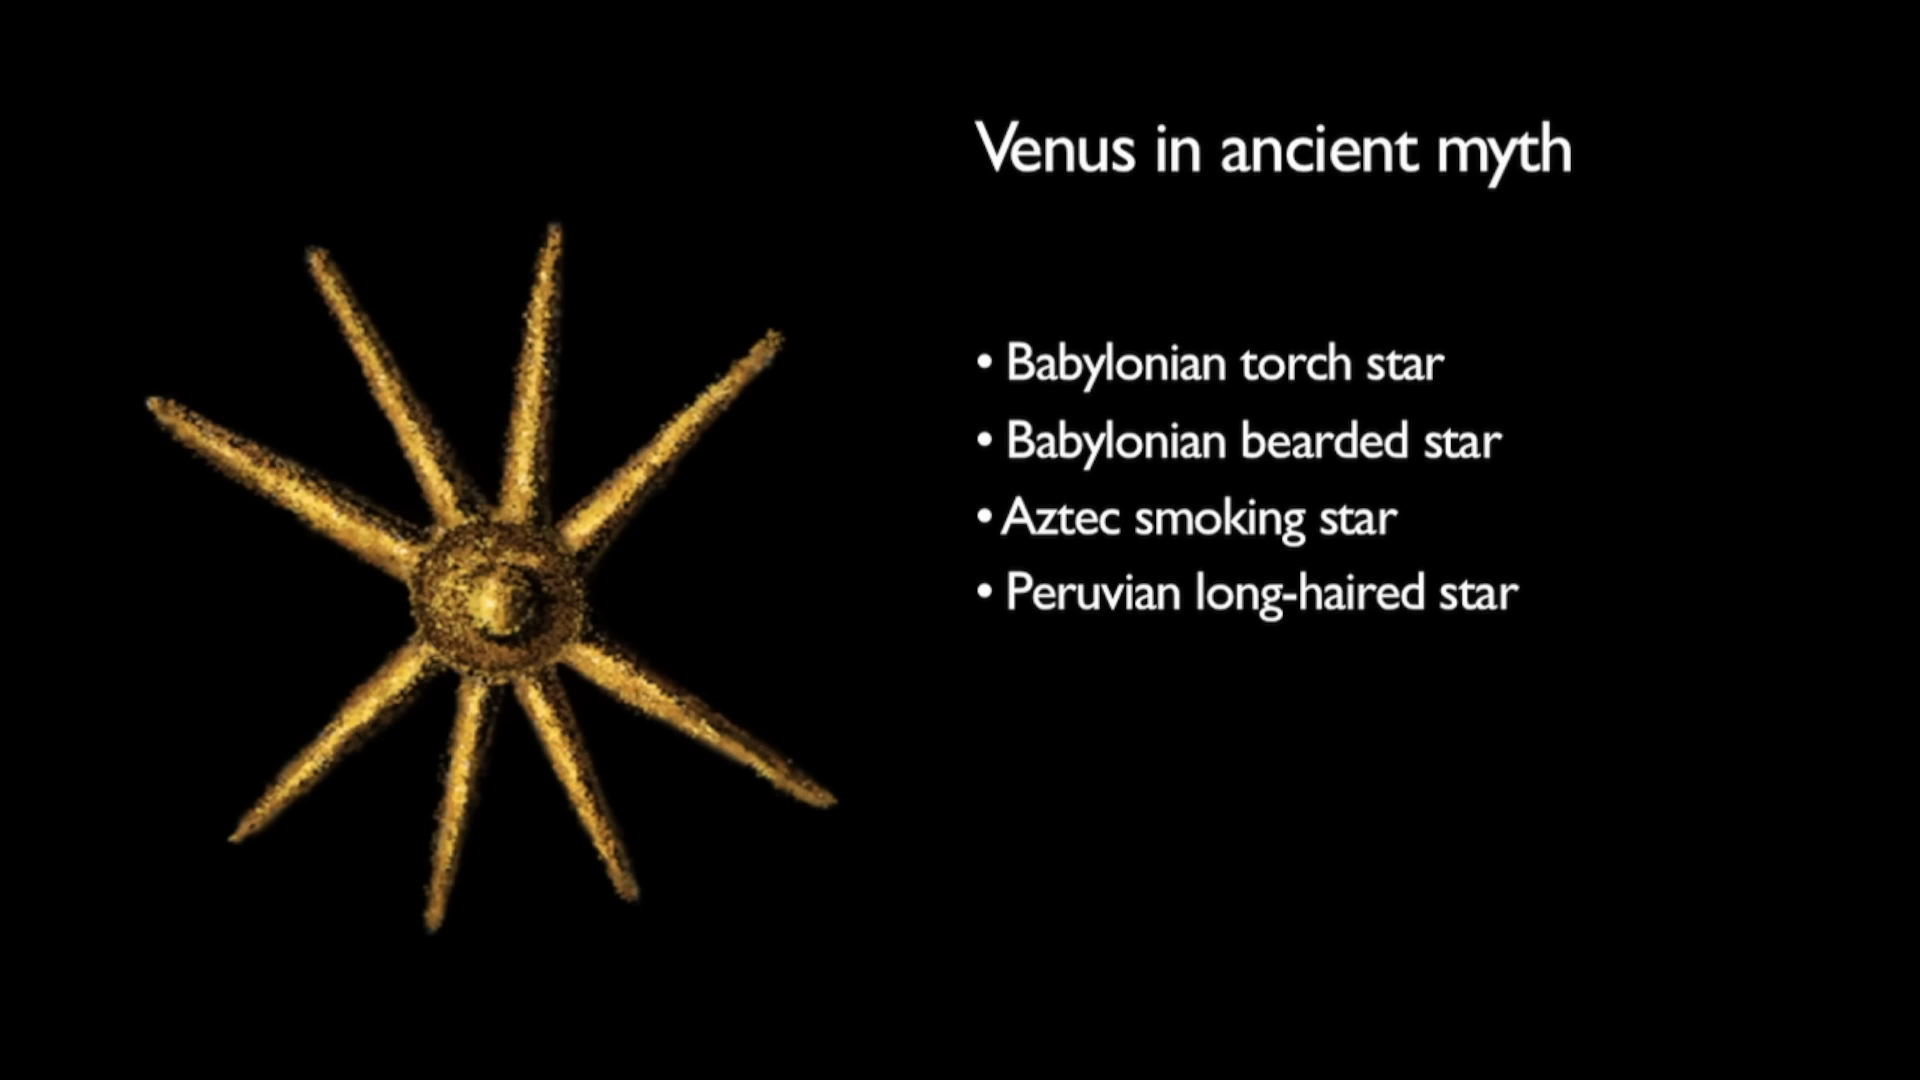 Venus in ancient myth
• Babylonian torch star
• Babylonian bearded star
• Aztec smoking star
• Peruvian long-haired star